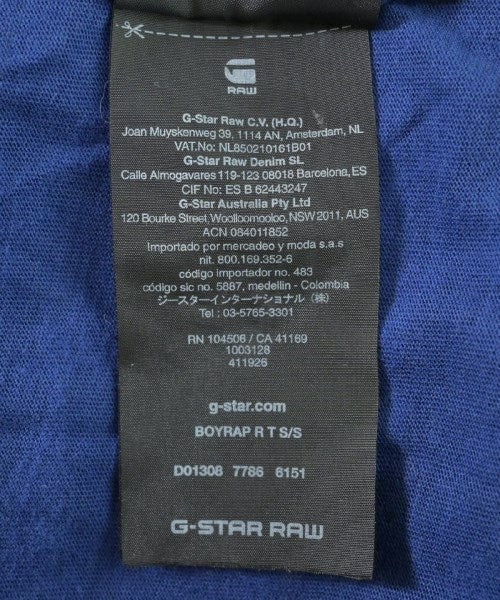 RAW
G-Star Raw C.V. (H.Q.)
Joan Muyskenweg 39, 1114 AN, Amsterdam, NL
VAT.No: NL850210161B01
G-Star Raw Denim SL
Calle Almogavares 119-123 08018 Barcelona, ES
CIF No: ES B 62443247
G-Star Australia Pty Ltd
120 Bourke Street, Woolloomooloo, NSW 2011, AUS
ACN 084011852
Importado por mercadeo y moda s.a.s
nit. 800.169.352-6
código importador no. 483
código sic no. 5887, medellin - Colombia
ジースターインターナショナル（株）
Tel : 03-5765-3301
RN 104506 / CA 41169
1003128
411926
g-star.com
BOYRAP R T S/S
D01308 7786 6151
G-STAR RAW